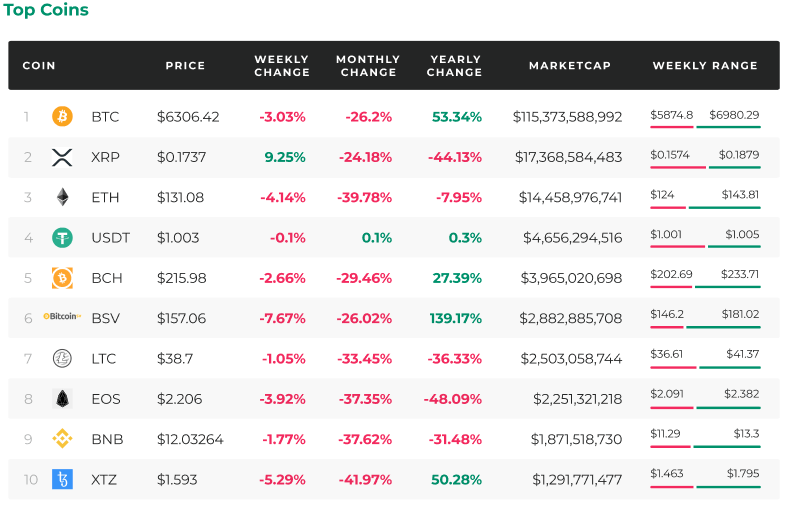 Top Coins
COIN PRICE WEEKLY CHANGE MONTHLY CHANGE YEARLY CHANGE MARKETCAP WEEKLY RANGE
1 BTC $6306.42 -3.03% -26.2% 53.34% $115,373,588,992 $5874.8 $6980.29
2 XRP $0.1737 9.25% -24.18% -44.13% $17,368,584,483 $0.1574 $0.1879
3 ETH $131.08 -4.14% -39.78% -7.95% $14,458,976,741 $124 $143.81
4 USDT $1.003 -0.1% 0.1% 0.3% $4,656,294,516 $1.001 $1.005
5 BCH $215.98 -2.66% -29.46% 27.39% $3,965,020,698 $202.69 $233.71
6 Bitcoin BSV $157.06 -7.67% -26.02% 139.17% $2,882,885,708 $146.2 $181.02
7 LTC $38.7 -1.05% -33.45% -36.33% $2,503,058,744 $36.61 $41.37
8 EOS $2.206 -3.92% -37.35% -48.09% $2,251,321,218 $2.091 $2.382
9 BNB $12.03264 -1.77% -37.62% -31.48% $1,871,518,730 $11.29 $13.3
10 XTZ $1.593 -5.29% -41.97% 50.28% $1,291,771,477 $1.463 $1.795